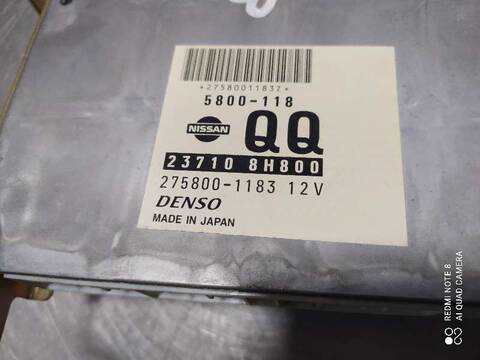 *2758001183Z*
5800-118
NISSAN QQ
23710 8H800
275800-1183 12V
DENSO
MADE IN JAPAN
REDMI NOTE 8
AI QUAD CAMERA